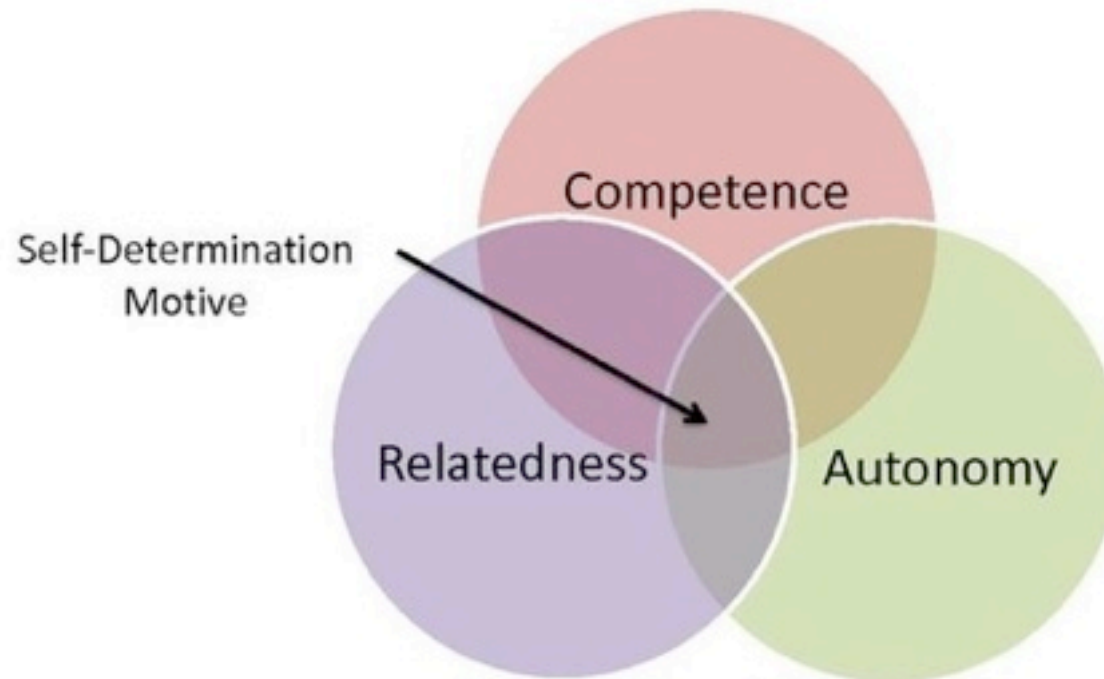 Competence
Self-Determination
Motive
Relatedness
Autonomy